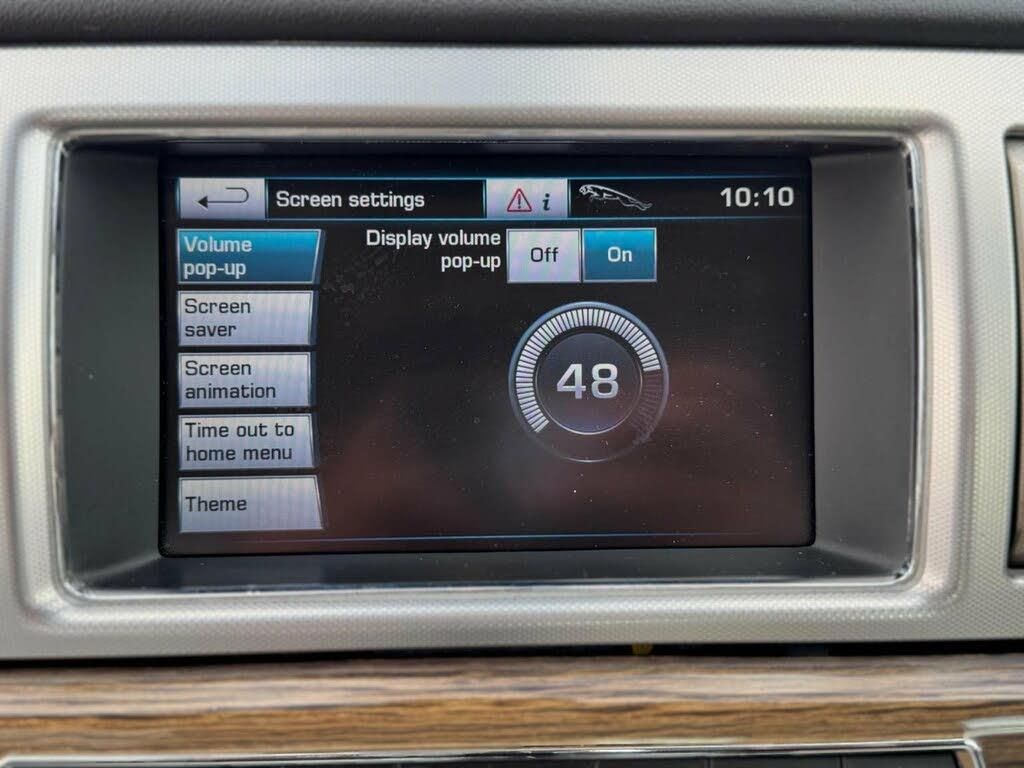 Screen settings
i
10:10
Volume
pop-up
Display volume
pop-up
Off
On
Screen
saver
48
Screen
animation
Time out to
home menu
Theme